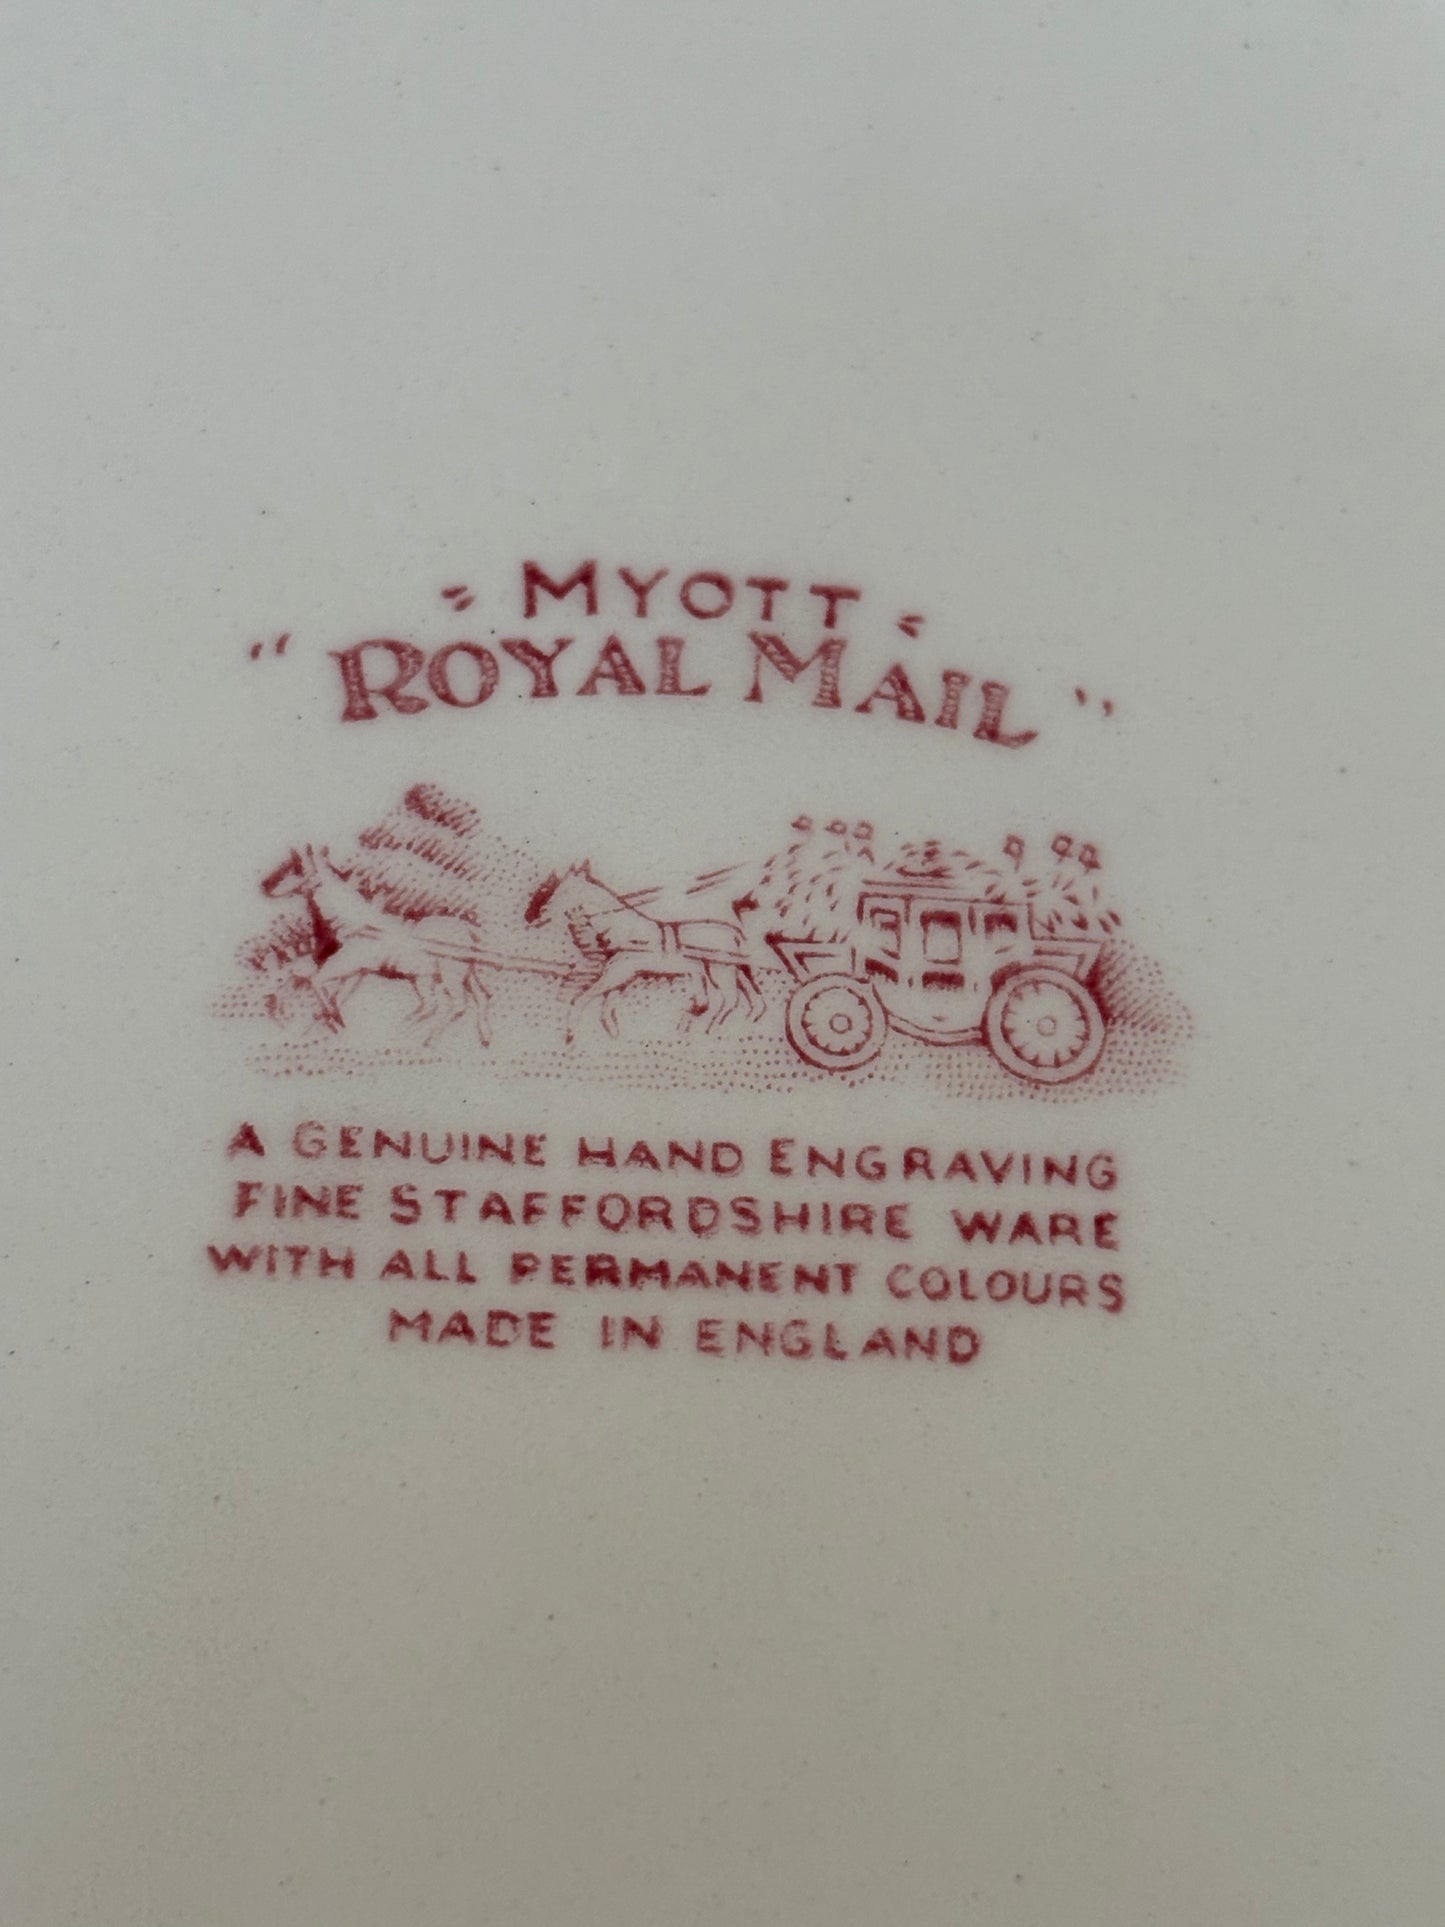 = MYOTT =
" ROYAL MAIL "
A GENUINE HAND ENGRAVING
FINE STAFFORDSHIRE WARE
WITH ALL PERMANENT COLOURS
MADE IN ENGLAND